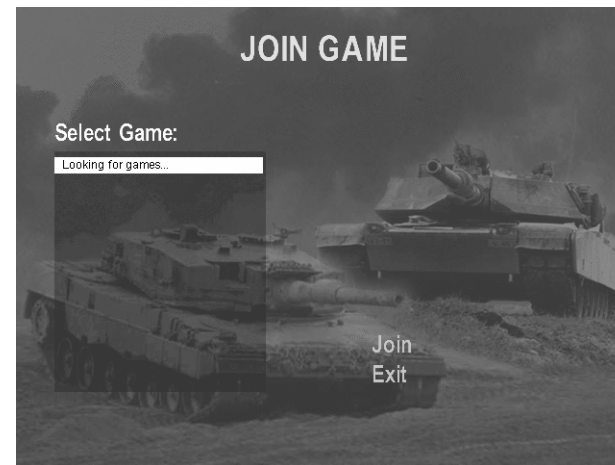 JOIN GAME
Select Game:
Looking for games...
Join
Exit